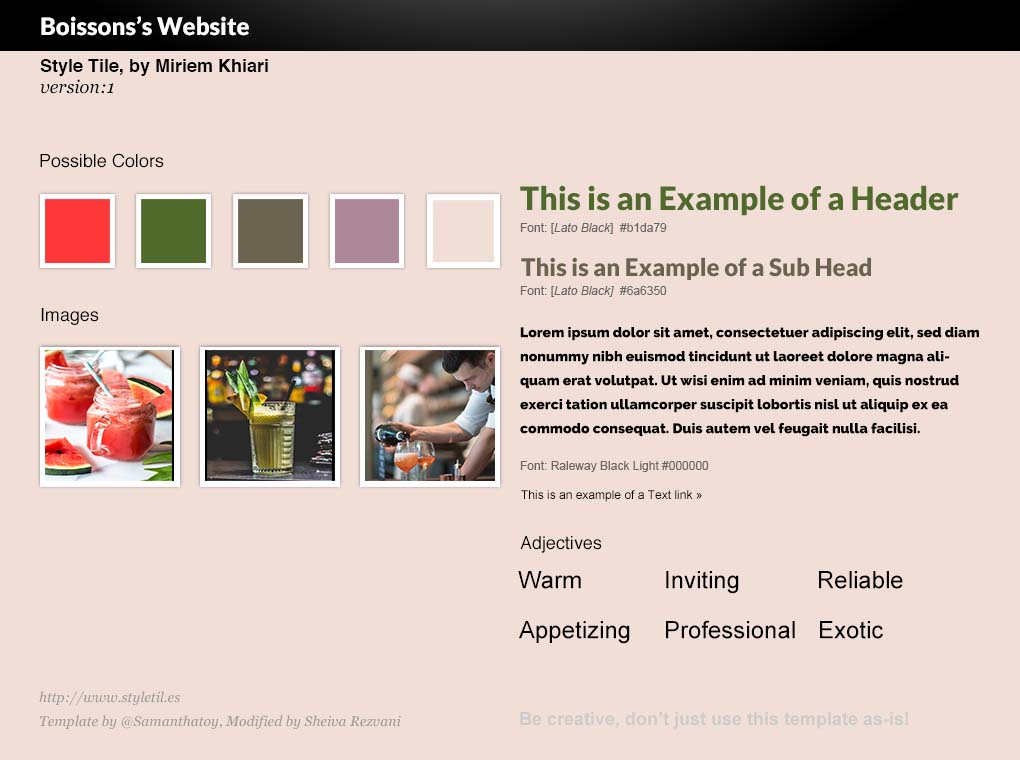 Boissons’s Website
Style Tile, by Miriem Khiari
version:1
Possible Colors
Images
This is an Example of a Header
Font: [Lato Black] #b1da79
This is an Example of a Sub Head
Font: [Lato Black] #6a6350
Lorem ipsum dolor sit amet, consectetuer adipiscing elit, sed diam
nonummy nibh euismod tincidunt ut laoreet dolore magna ali-
quam erat volutpat. Ut wisi enim ad minim veniam, quis nostrud
exerci tation ullamcorper suscipit lobortis nisl ut aliquip ex ea
commodo consequat. Duis autem vel feugait nulla facilisi.
Font: Raleway Black Light #000000
This is an example of a Text link »
Adjectives
Warm Inviting Reliable
Appetizing Professional Exotic
http://www.styletil.es
Template by @Samanthatoy, Modified by Sheiva Rezvani
Be creative, don’t just use this template as-is!